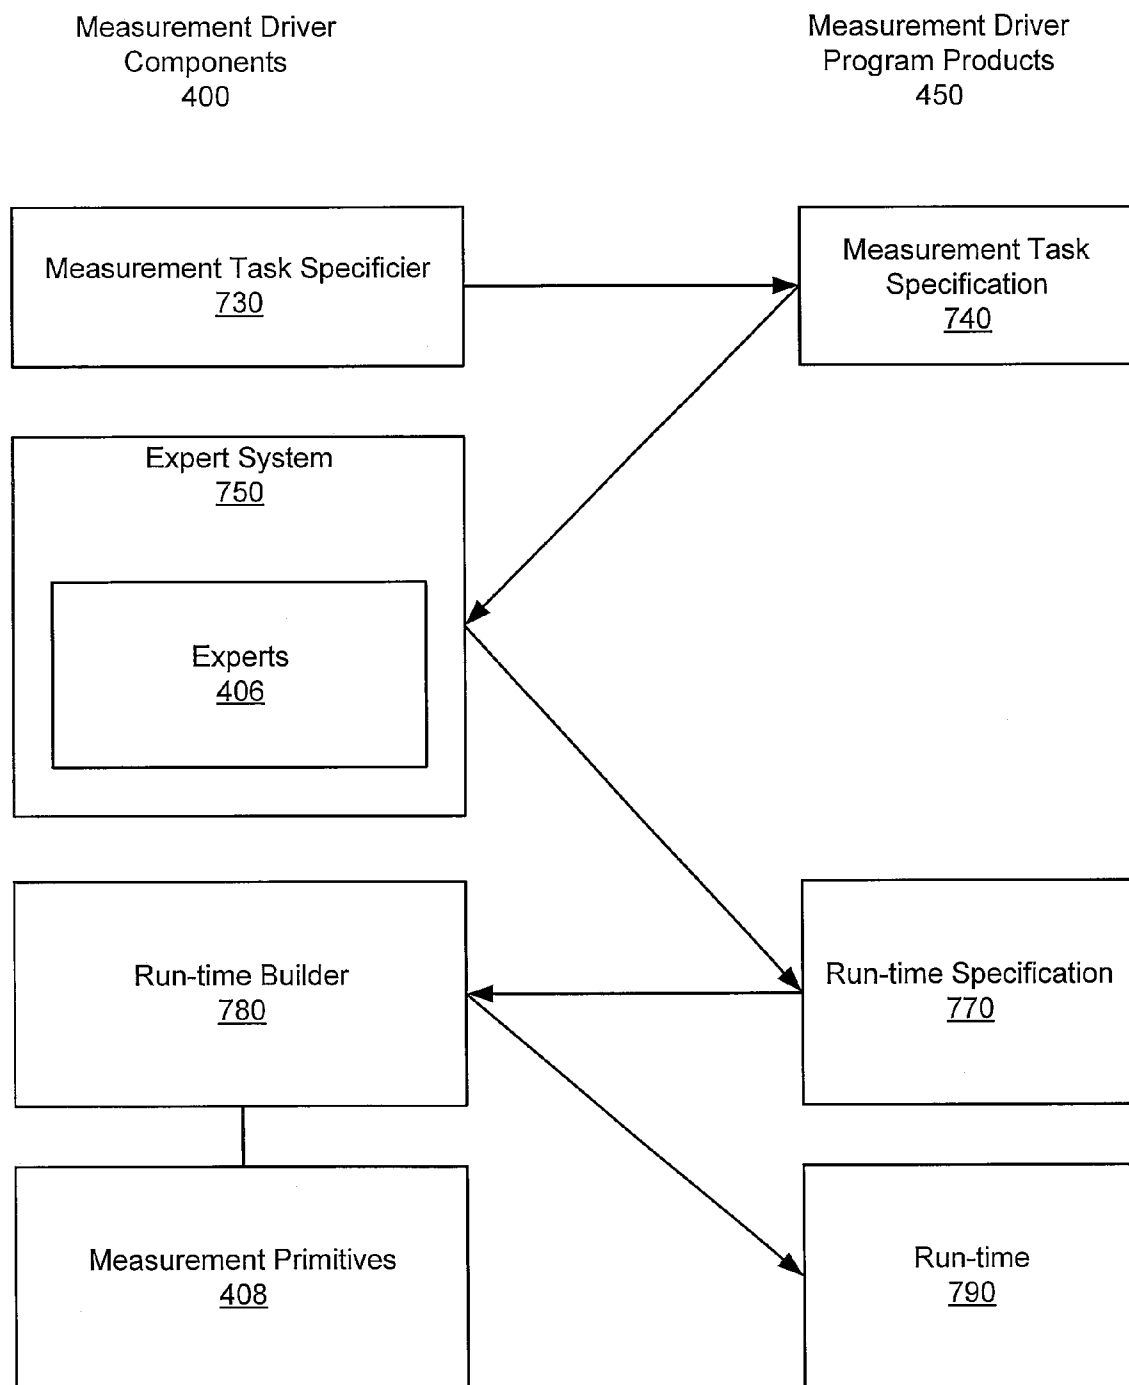 Measurement Driver
Components
400
Measurement Driver
Program Products
450
Measurement Task Specificier
730
Measurement Task
Specification
740
Expert System
750
Experts
406
Run-time Builder
780
Run-time Specification
770
Measurement Primitives
408
Run-time
790